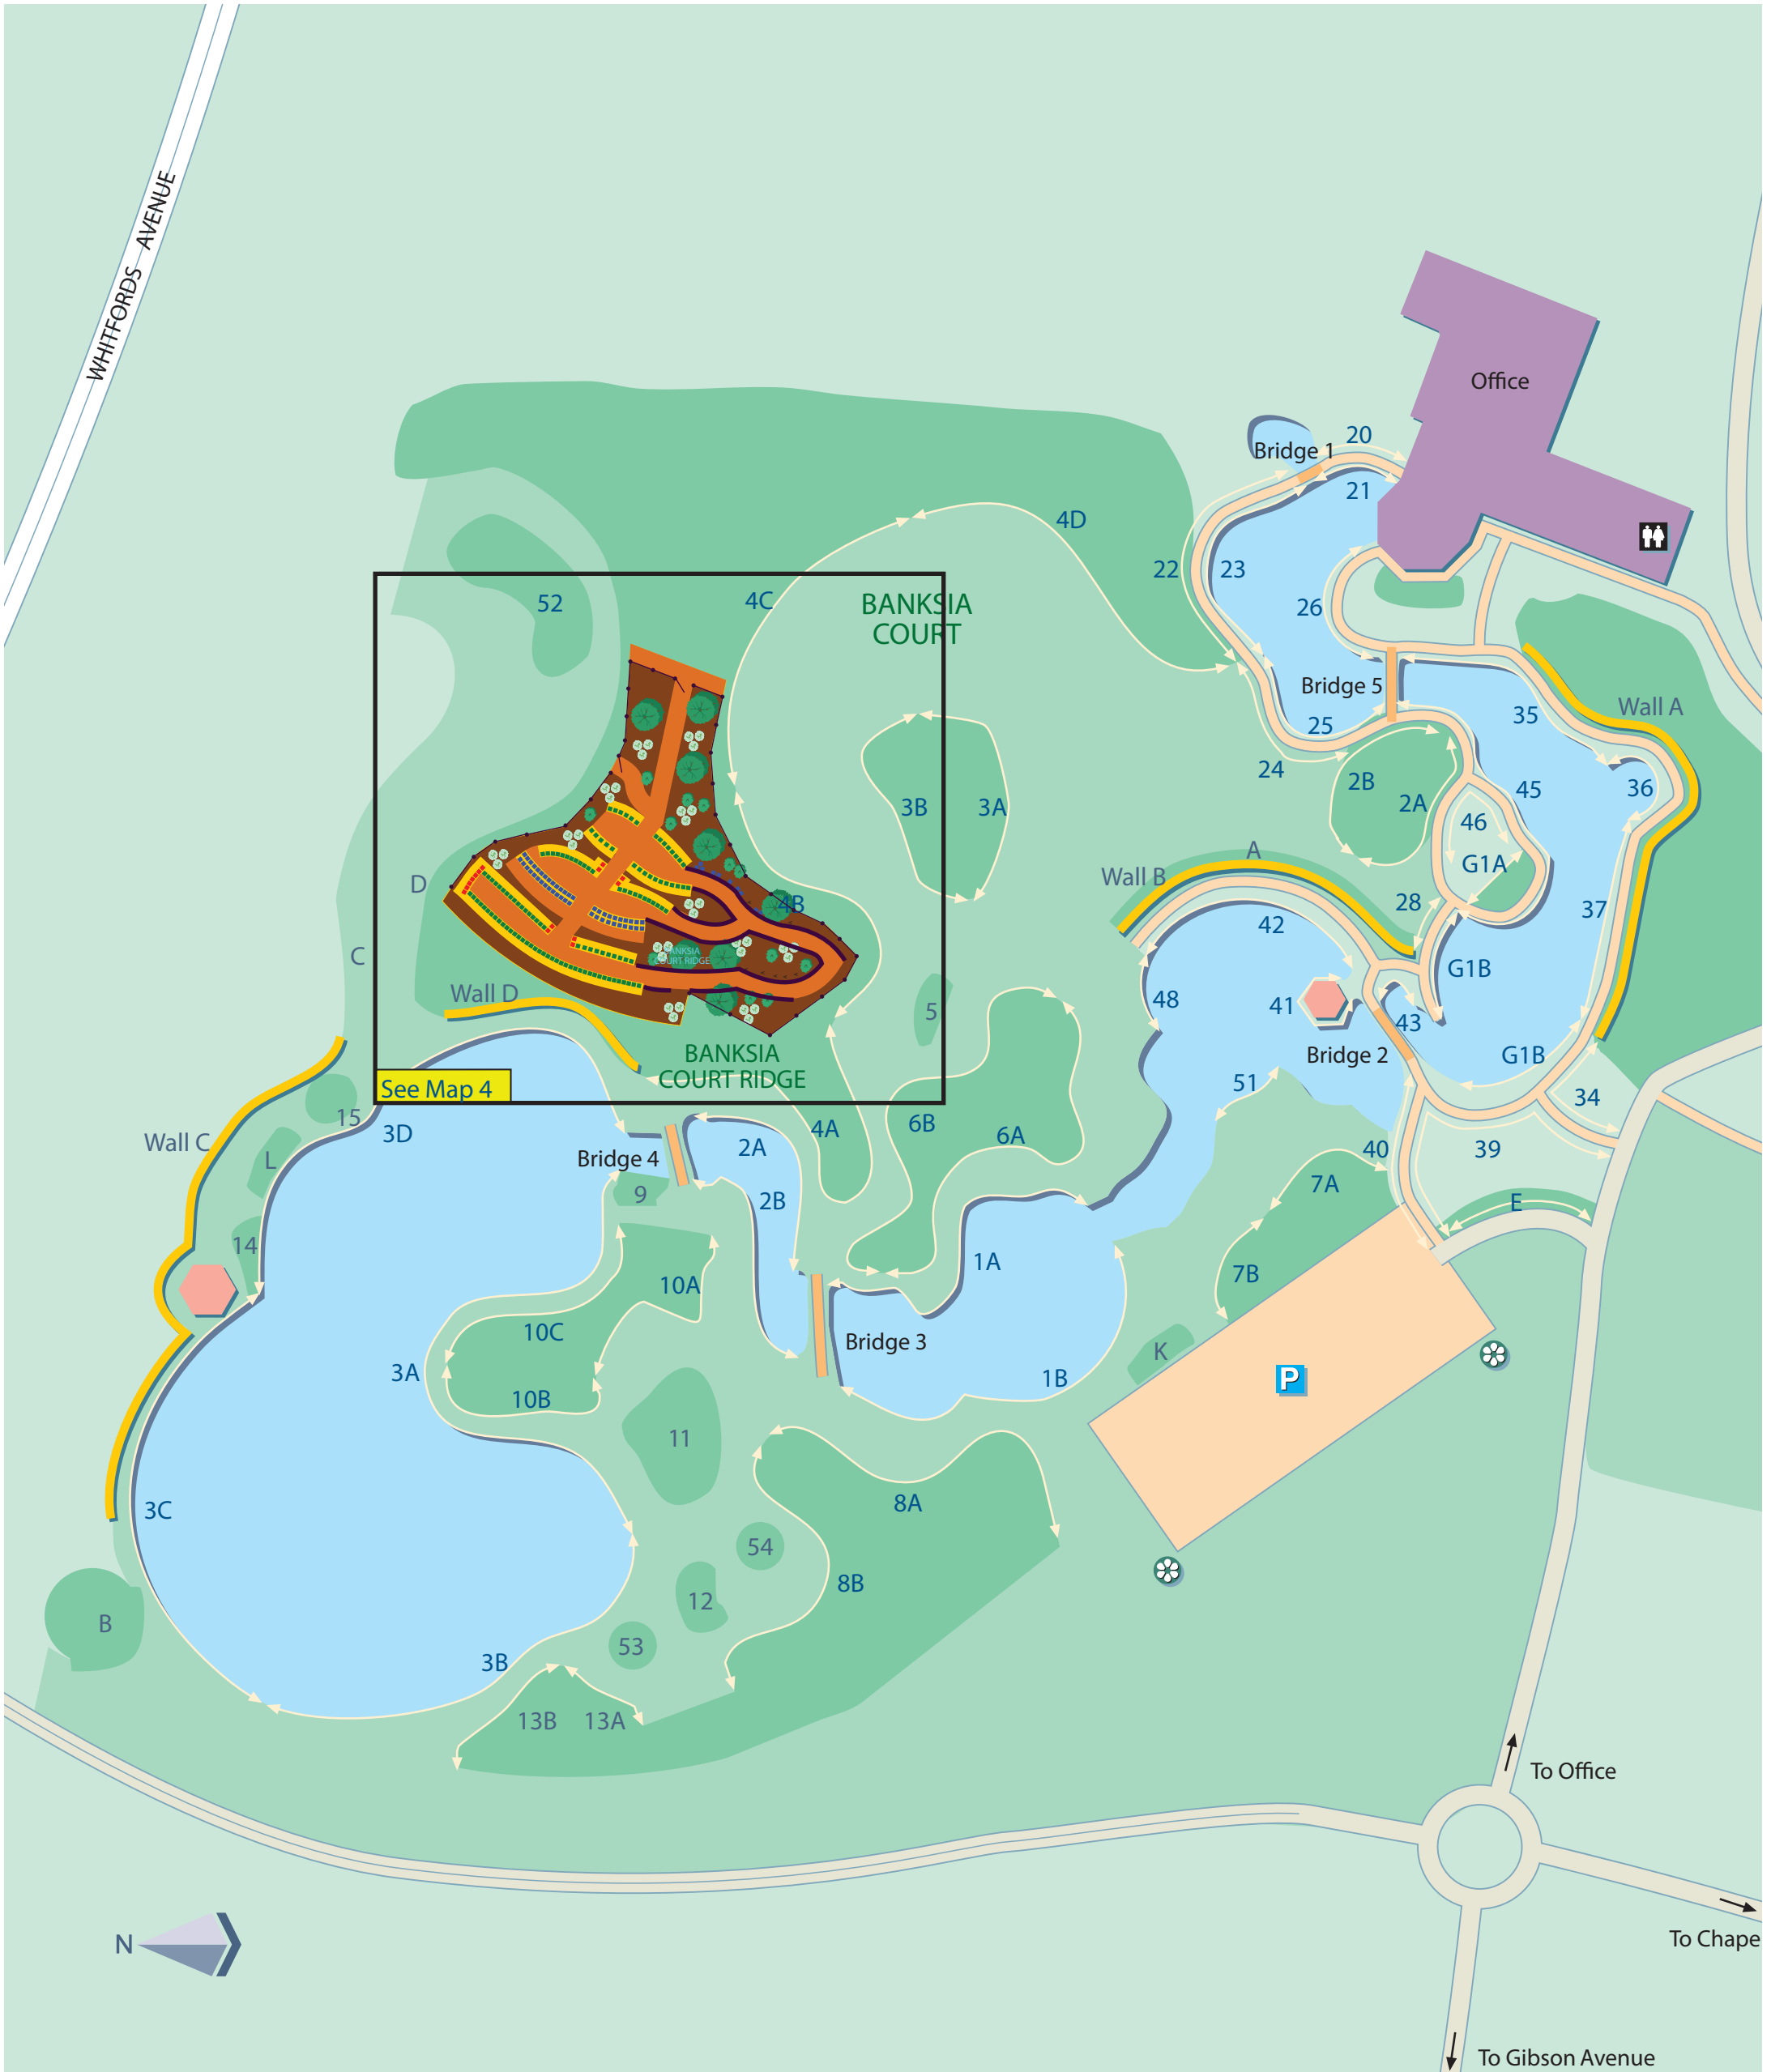 WHITFORDS AVENUE
Office
20
Bridge 1
21
4D
22
23
52
4C
BANKSIA
COURT
26
Bridge 5
Wall A
35
25
24
2B
2A
45
36
3B
3A
46
G1A
A
Wall B
D
4B
28
37
42
C
BANKSIA
COURT RIDGE
G1B
Wall D
48
41
5
43
BANKSIA
COURT RIDGE
Bridge 2
G1B
See Map 4
51
34
15
3D
4A
6B
6A
Wall C
2A
40
39
L
Bridge 4
9
2B
7A
E
14
1A
7B
10A
10C
Bridge 3
K
3A
1B
P
10B
11
8A
3C
54
8B
12
B
53
3B
13B
13A
To Office
N
To Chape
To Gibson Avenue